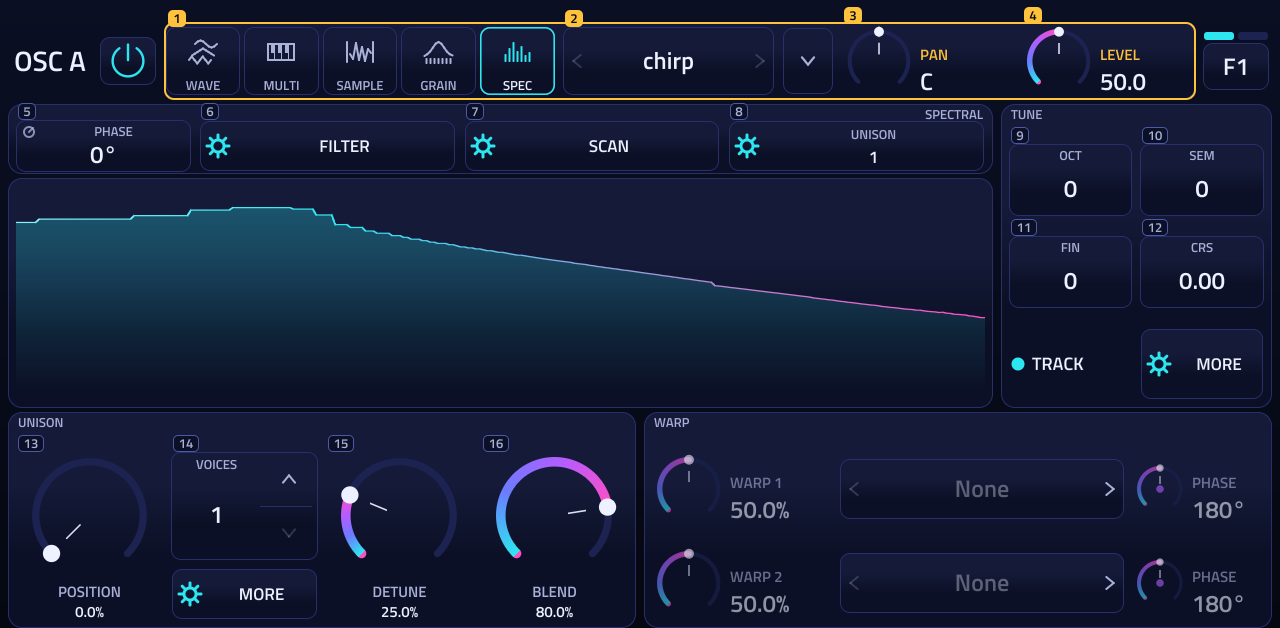 1
2
3
4
OSC A
WAVE
MULTI
SAMPLE
GRAIN
SPEC
chirp
PAN
C
LEVEL
50.0
F1
5
6
7
8
SPECTRAL
PHASE
0°
FILTER
SCAN
UNISON
1
TUNE
9
10
OCT
0
SEM
0
11
12
FIN
0
CRS
0.00
TRACK
MORE
UNISON
13
14
15
16
VOICES
1
MORE
POSITION
0.0%
DETUNE
25.0%
BLEND
80.0%
WARP
WARP 1
50.0%
None
PHASE
180°
WARP 2
50.0%
None
PHASE
180°